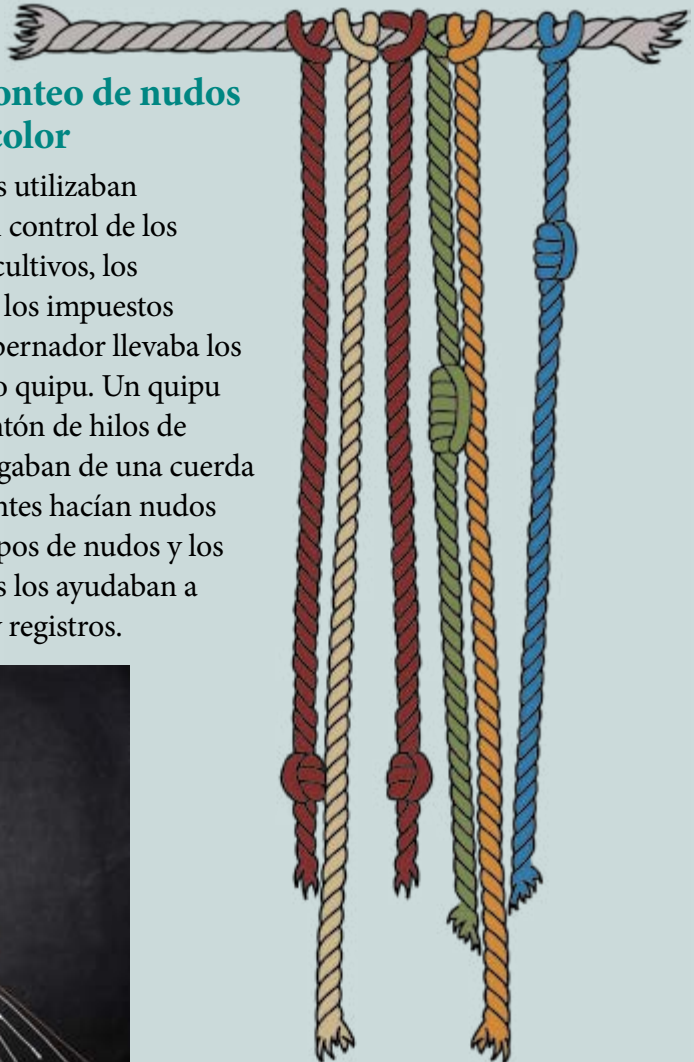 onteo de nudos
color
s utilizaban
control de los
cultivos, los
los impuestos
bernador llevaba los
o quipu. Un quipu
ntón de hilos de
gaban de una cuerda
ntes hacían nudos
pos de nudos y los
s los ayudaban a
y registros.